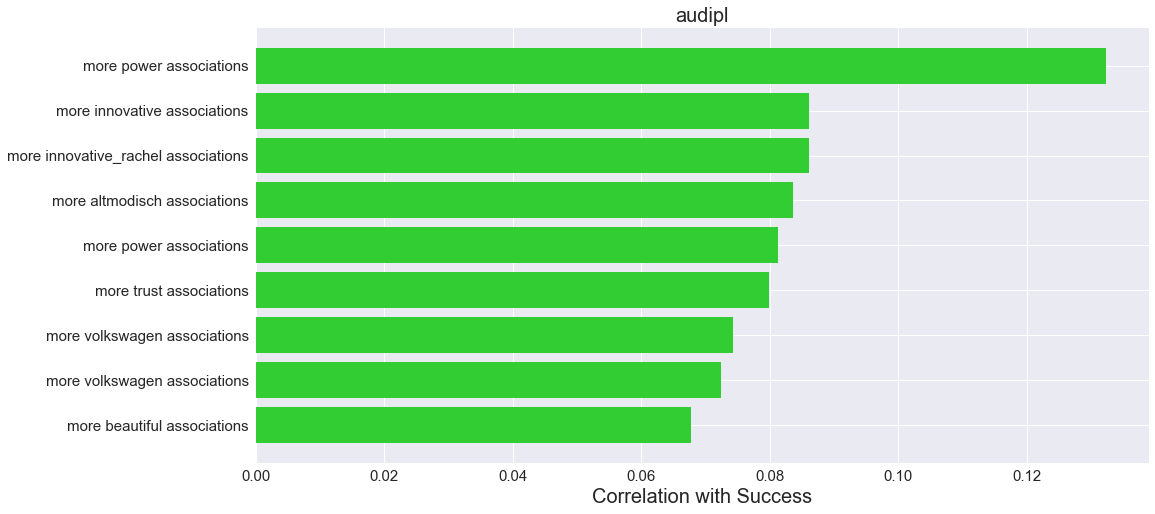 audipl
more power associations
more innovative associations
more innovative_rachel associations
more altmodisch associations
more power associations
more trust associations
more volkswagen associations
more volkswagen associations
more beautiful associations
0.00 0.02 0.04 0.06 0.08 0.10 0.12
Correlation with Success